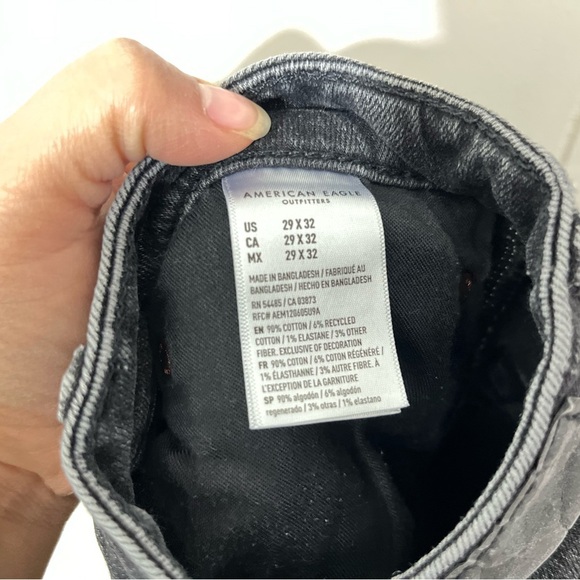 AMERICAN EAGLE
OUTFITTERS
US 29 X 32
CA 29 X 32
MX 29 X 32
MADE IN BANGLADESH / FABRIQUÉ AU
BANGLADESH / HECHO EN BANGLADESH
RN 54485 / CA 03873
RFC# AEM120605U9A
EN 90% COTTON / 6% RECYCLED
COTTON / 1% ELASTANE / 3% OTHER
FIBER. EXCLUSIVE OF DECORATION
FR 90% COTON / 6% COTON RÉGÉNÉRÉ /
1% ÉLASTHANNE / 3% AUTRE FIBRE. À
L'EXCEPTION DE LA GARNITURE
SP 90% algodón / 6% algodón
regenerado / 3% otras / 1% elastano